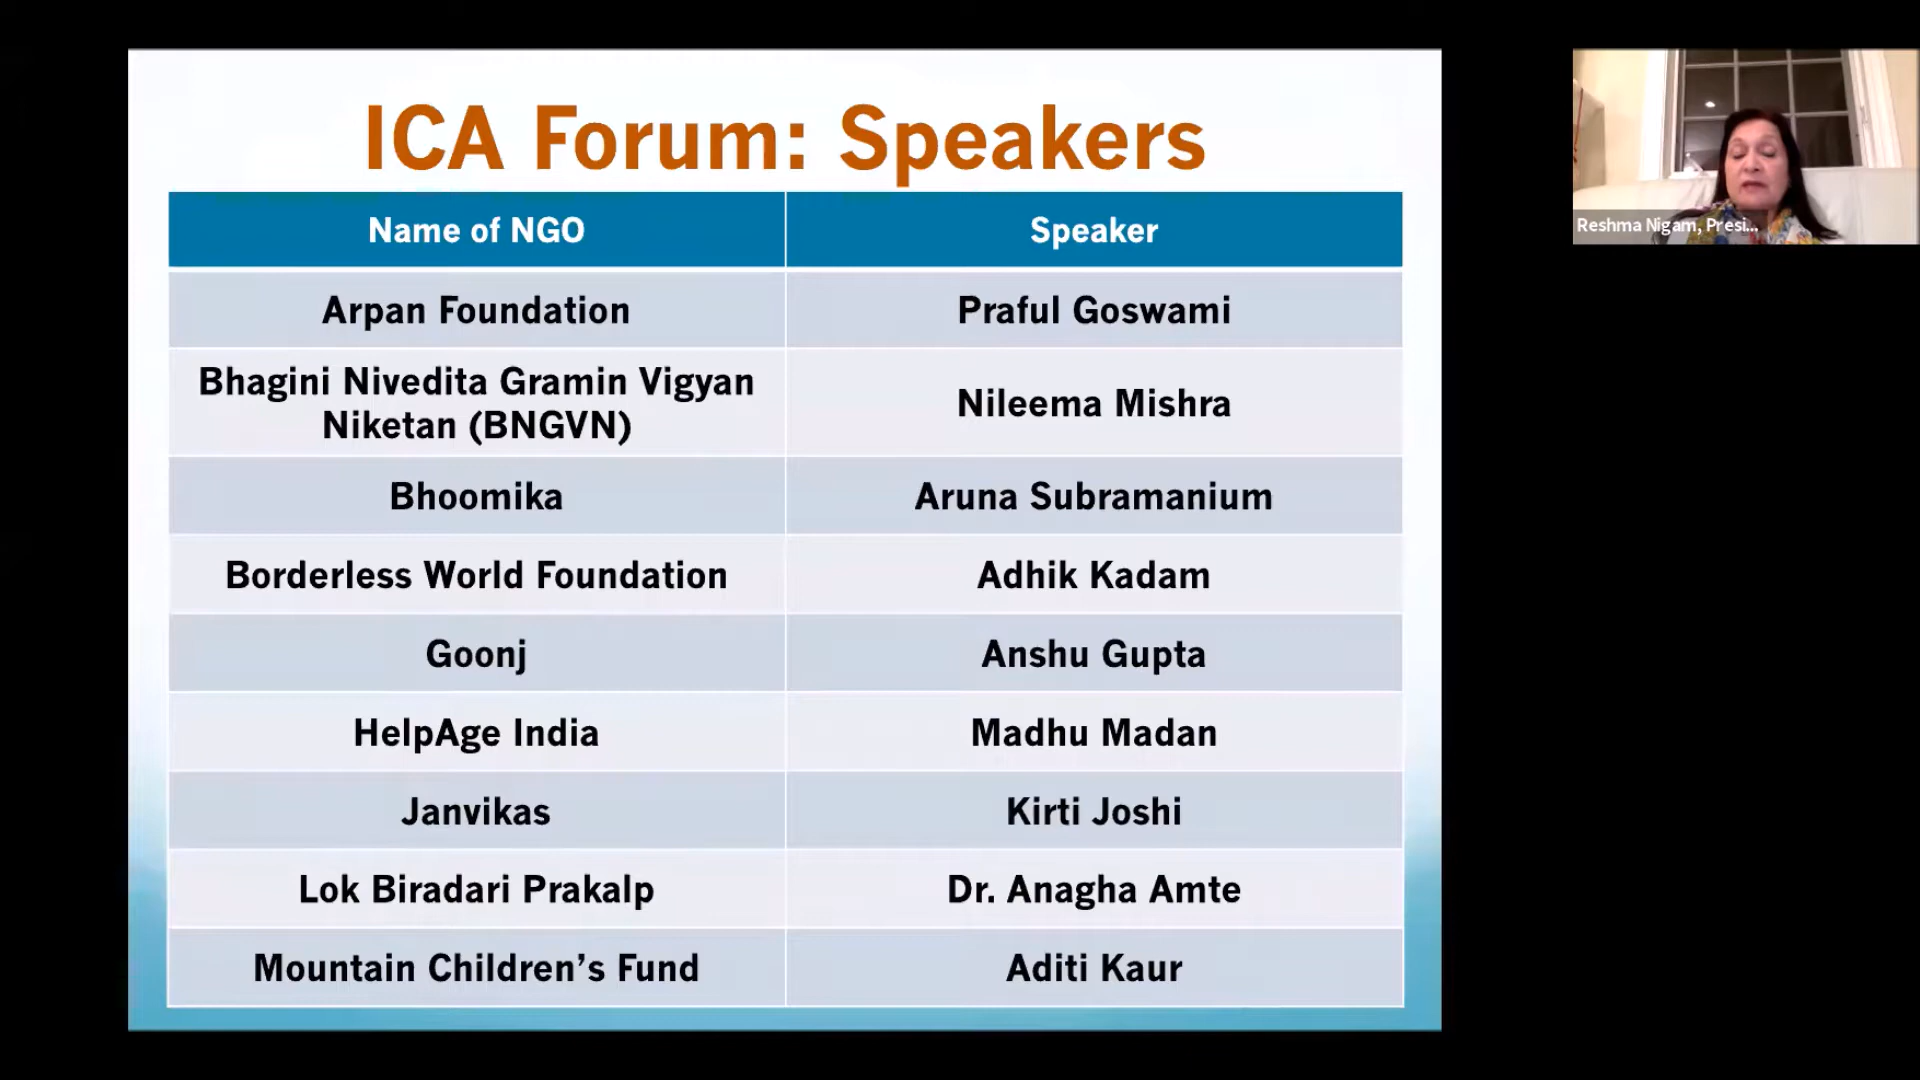 ICA Forum: Speakers
Name of NGO
Speaker
Arpan Foundation
Praful Goswami
Bhagini Nivedita Gramin Vigyan
Niketan (BNGVN)
Nileema Mishra
Bhoomika
Aruna Subramanium
Borderless World Foundation
Adhik Kadam
Goonj
Anshu Gupta
HelpAge India
Madhu Madan
Janvikas
Kirti Joshi
Lok Biradari Prakalp
Dr. Anagha Amte
Mountain Children’s Fund
Aditi Kaur
Reshma Nigam, Presi...